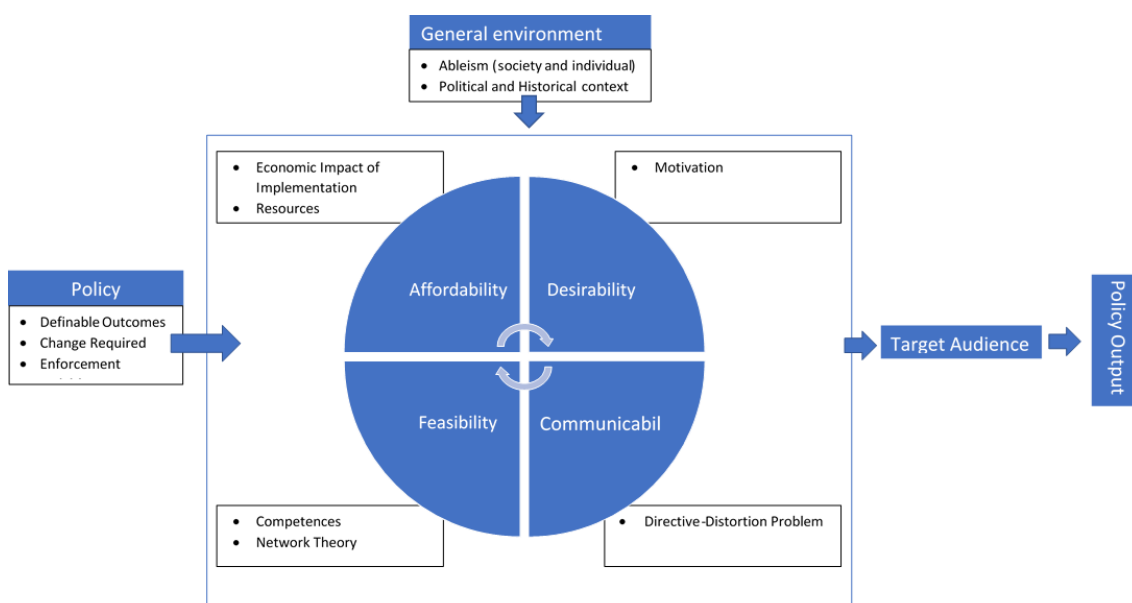 General environment
• Ableism (society and individual)
• Political and Historical context
• Economic Impact of
Implementation
• Resources
• Motivation
Affordability
Desirability
Policy
• Definable Outcomes
• Change Required
• Enforcement
Target Audience
Policy Output
Feasibility
Communicabil
• Competences
• Network Theory
• Directive-Distortion Problem